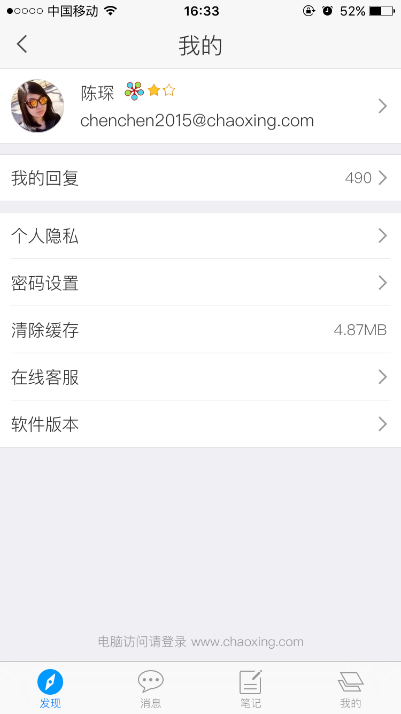 中国移动 16:33 52%
我的
陈琛
chenchen2015@chaoxing.com
我的回复 490
个人隐私
密码设置
清除缓存 4.87MB
在线客服
软件版本
电脑访问请登录 www.chaoxing.com
发现 消息 笔记 我的